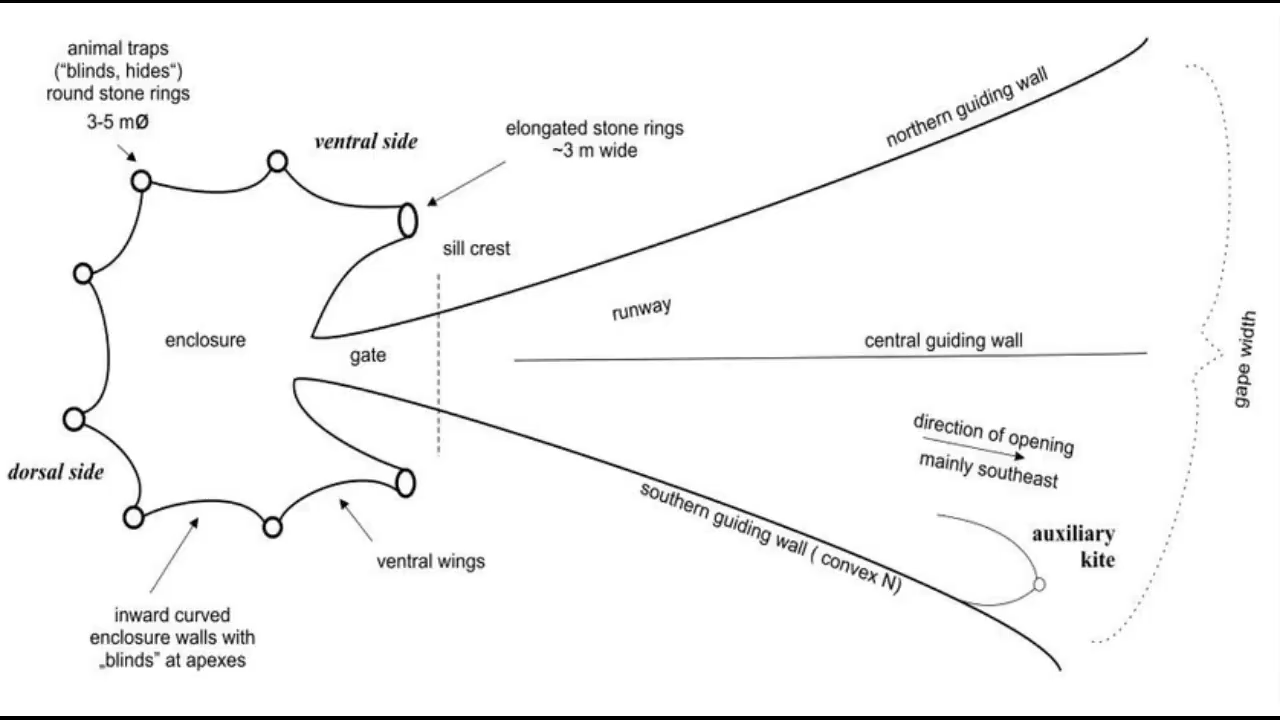 animal traps
(“blinds, hides“)
round stone rings
3-5 mØ
ventral side
elongated stone rings
~3 m wide
northern guiding wall
sill crest
runway
enclosure
gate
central guiding wall
gape width
direction of opening
mainly southeast
dorsal side
southern guiding wall ( convex N)
auxiliary
kite
ventral wings
inward curved
enclosure walls with
„blinds” at apexes